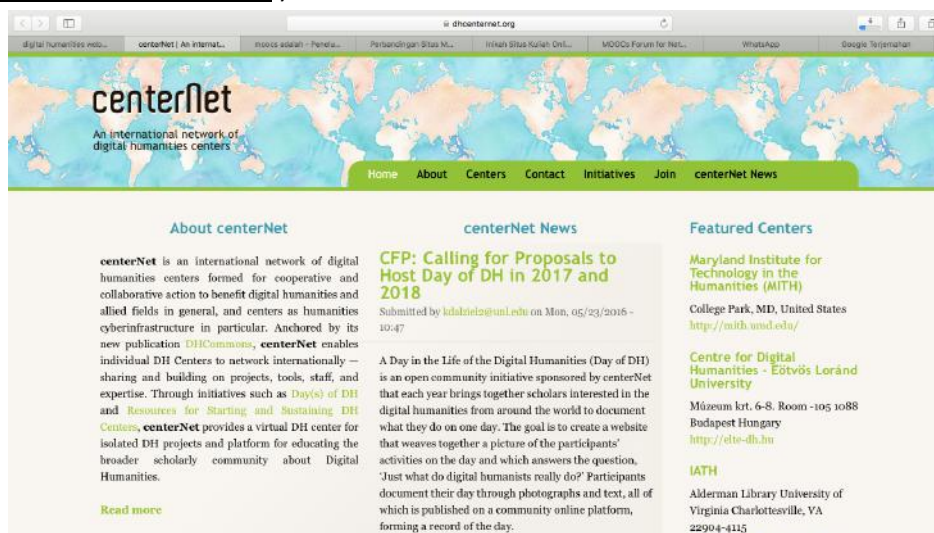 dhcenternet.org
digital humanities web...
centerNet | An internat...
moocs adalah - Penelu...
Perbandingan Situs M...
Inikah Situs Kuliah Onli...
MOOCs Forum for Net...
WhatsApp
Google Terjemahan
centerNet
An international network of
digital humanities centers
Home About Centers Contact Initiatives Join centerNet News
About centerNet
centerNet is an international network of digital
humanities centers formed for cooperative and
collaborative action to benefit digital humanities and
allied fields in general, and centers as humanities
cyberinfrastructure in particular. Anchored by its
new publication DHCommons, centerNet enables
individual DH Centers to network internationally —
sharing and building on projects, tools, staff, and
expertise. Through initiatives such as Day(s) of DH
and Resources for Starting and Sustaining DH
Centers, centerNet provides a virtual DH center for
isolated DH projects and platform for educating the
broader scholarly community about Digital
Humanities.
Read more
centerNet News
CFP: Calling for Proposals to
Host Day of DH in 2017 and
2018
Submitted by kdalziel2@unl.edu on Mon, 05/23/2016 -
10:47
A Day in the Life of the Digital Humanities (Day of DH)
is an open community initiative sponsored by centerNet
that each year brings together scholars interested in the
digital humanities from around the world to document
what they do on one day. The goal is to create a website
that weaves together a picture of the participants'
activities on the day and which answers the question,
'Just what do digital humanists really do?' Participants
document their day through photographs and text, all of
which is published on a community online platform,
forming a record of the day.
Featured Centers
Maryland Institute for
Technology in the
Humanities (MITH)
College Park, MD, United States
http://mith.umd.edu/
Centre for Digital
Humanities - Eötvös Loránd
University
Múzeum krt. 6-8. Room -105 1088
Budapest Hungary
http://elte-dh.hu
IATH
Alderman Library University of
Virginia Charlottesville, VA
22904-4115